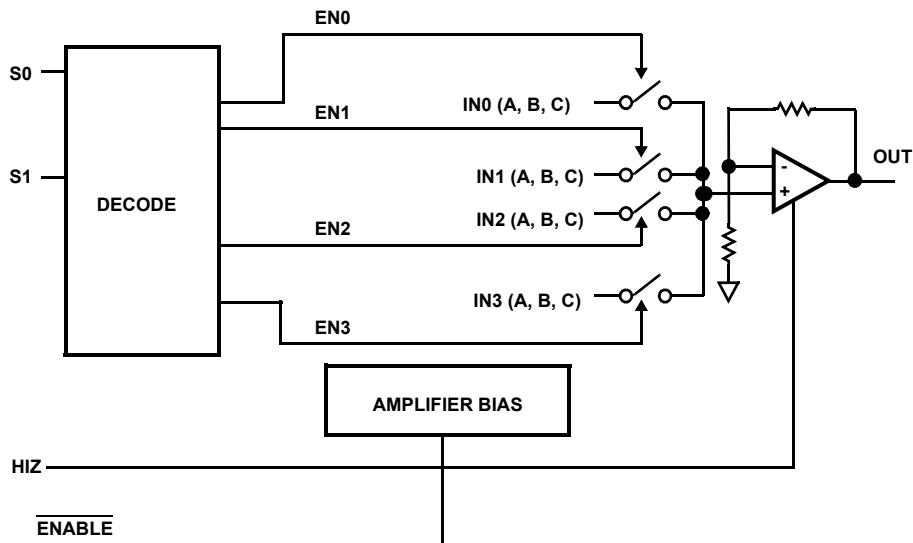 EN0
S0
IN0 (A, B, C)
EN1
OUT
S1
IN1 (A, B, C)
-
+
DECODE
IN2 (A, B, C)
EN2
IN3 (A, B, C)
EN3
AMPLIFIER BIAS
HIZ
ENABLE